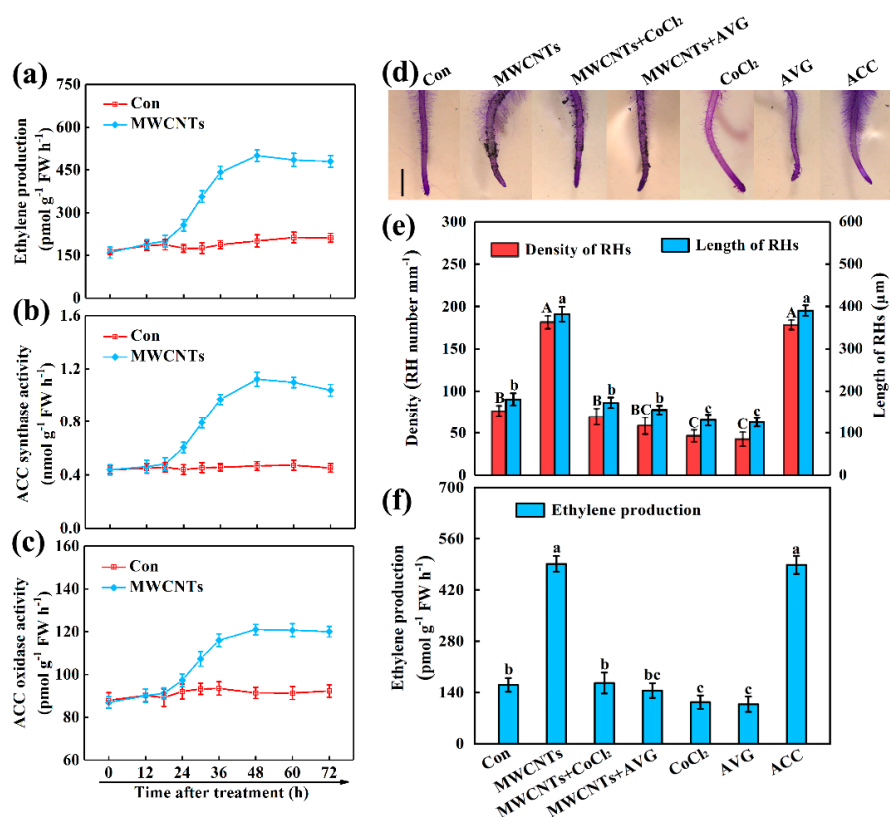 (a)
Con
MWCNTs
750
600
450
300
150
0
Ethylene production
(pmol g⁻¹ FW h⁻¹)
(b)
Con
MWCNTs
1.6
1.2
0.8
0.4
0.0
ACC synthase activity
(nmol g⁻¹ FW h⁻¹)
(c)
Con
MWCNTs
160
140
120
100
80
60
ACC oxidase activity
(pmol g⁻¹ FW h⁻¹)
0 12 24 36 48 60 72
Time after treatment (h)
(d)
Con MWCNTs MWCNTs+CoCl₂ MWCNTs+AVG CoCl₂ AVG ACC
(e)
Density of RHs Length of RHs
300
250
200
150
100
50
0
Density (RH number mm⁻¹)
600
500
400
300
200
100
0
Length of RHs (μm)
B b A a B b BC b C c C c A a
(f)
Ethylene production
700
560
420
280
140
0
Ethylene production
(pmol g⁻¹ FW h⁻¹)
b a b bc c c a
Con MWCNTs MWCNTs+CoCl₂ MWCNTs+AVG CoCl₂ AVG ACC